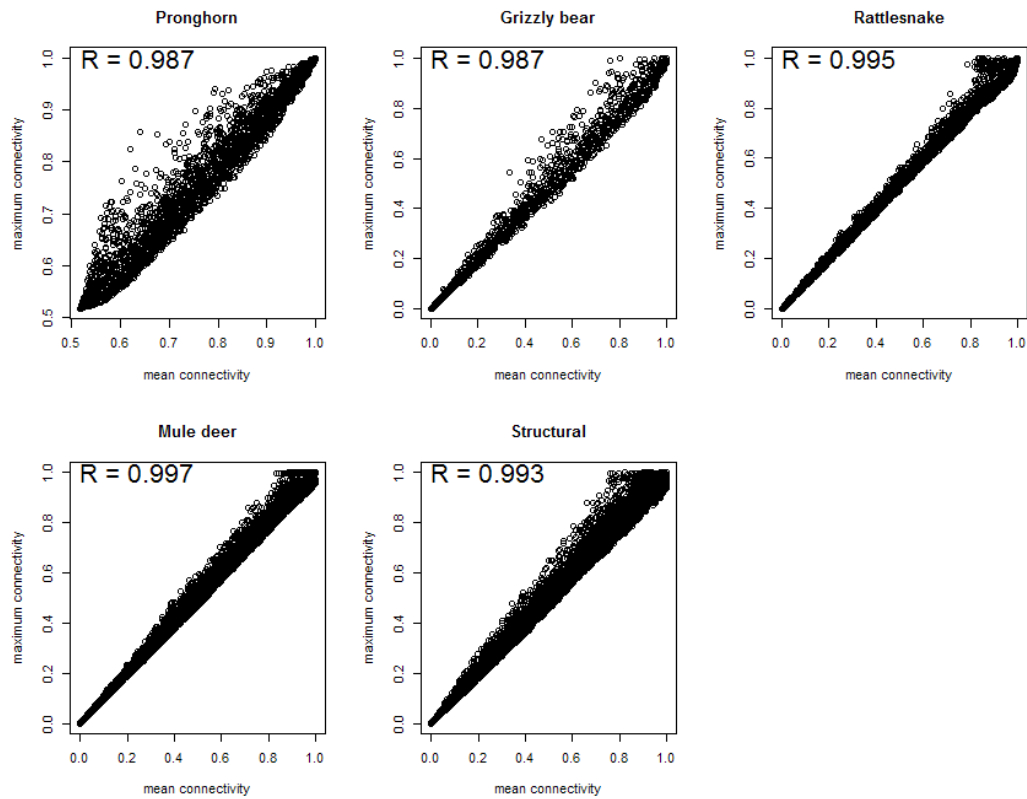 Pronghorn
R = 0.987
maximum connectivity
0.5 0.6 0.7 0.8 0.9 1.0
0.5 0.6 0.7 0.8 0.9 1.0
mean connectivity
Grizzly bear
R = 0.987
maximum connectivity
0.0 0.2 0.4 0.6 0.8 1.0
0.0 0.2 0.4 0.6 0.8 1.0
mean connectivity
Rattlesnake
R = 0.995
maximum connectivity
0.0 0.2 0.4 0.6 0.8 1.0
0.0 0.2 0.4 0.6 0.8 1.0
mean connectivity
Mule deer
R = 0.997
maximum connectivity
0.0 0.2 0.4 0.6 0.8 1.0
0.0 0.2 0.4 0.6 0.8 1.0
mean connectivity
Structural
R = 0.993
maximum connectivity
0.0 0.2 0.4 0.6 0.8 1.0
0.0 0.2 0.4 0.6 0.8 1.0
mean connectivity